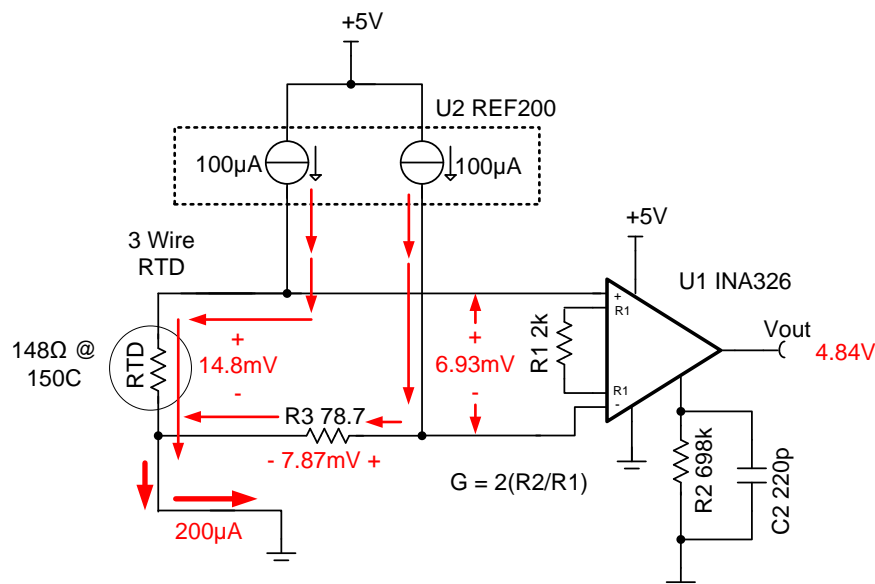 +5V
U2 REF200
100µA
100µA
+5V
3 Wire
RTD
U1 INA326
+
R1
R1 2k
R1
-
Vout
4.84V
148Ω @
150C
RTD
+
14.8mV
-
+
6.93mV
-
R3 78.7
- 7.87mV +
G = 2(R2/R1)
R2 698k
C2 220p
200µA